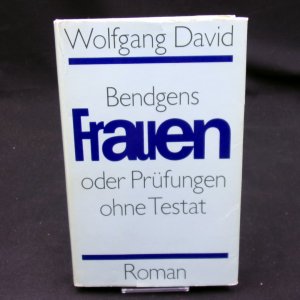 Wolfgang David
Bendgens
Frauen
oder Prüfungen
ohne Testat
Roman